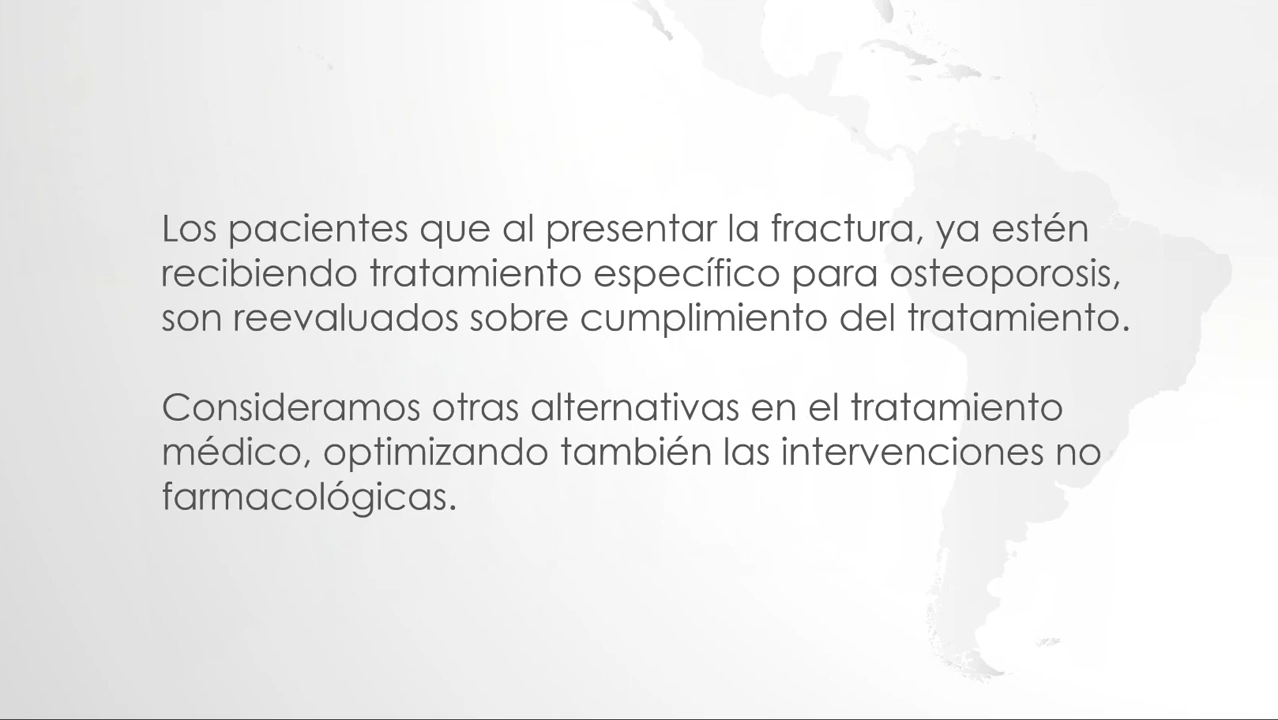 Los pacientes que al presentar la fractura, ya estén
recibiendo tratamiento específico para osteoporosis,
son reevaluados sobre cumplimiento del tratamiento.
Consideramos otras alternativas en el tratamiento
médico, optimizando también las intervenciones no
farmacológicas.